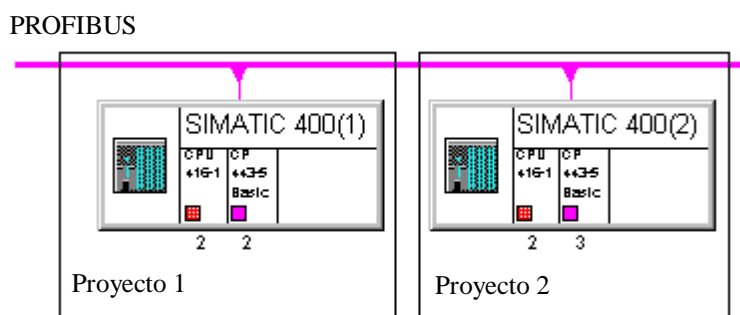 PROFIBUS
SIMATIC 400(1)
CPU 416-1
CP 443-5 Basic
2 2
Proyecto 1
SIMATIC 400(2)
CPU 416-1
CP 443-5 Basic
2 3
Proyecto 2